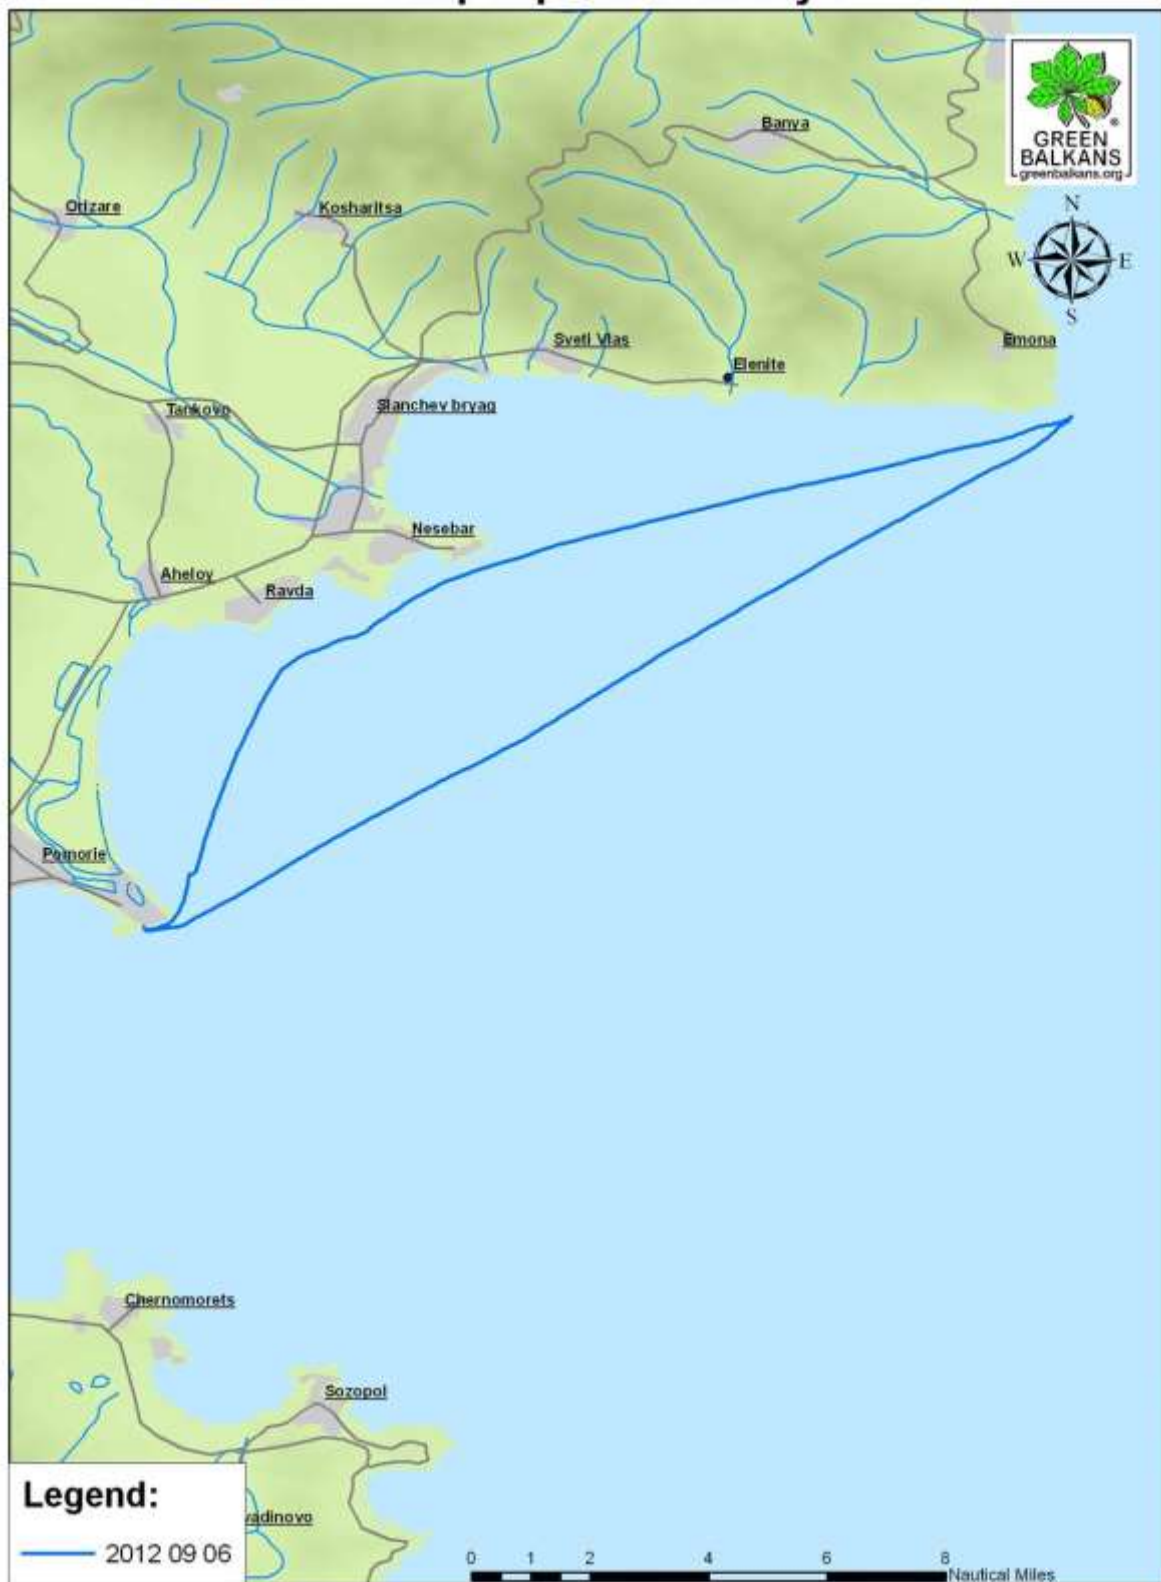 Banya
GREEN
BALKANS
greenbalkans.org
Orizare
Kosharitsa
N
W
E
S
Sveti Vlas
Emona
Elenite
Tankovo
Slanchev bryag
Nesebar
Aheloy
Ravda
Pomorie
Chernomorets
Sozopol
Legend:
vadinovo
2012 09 06
0 1 2 4 6 8
Nautical Miles